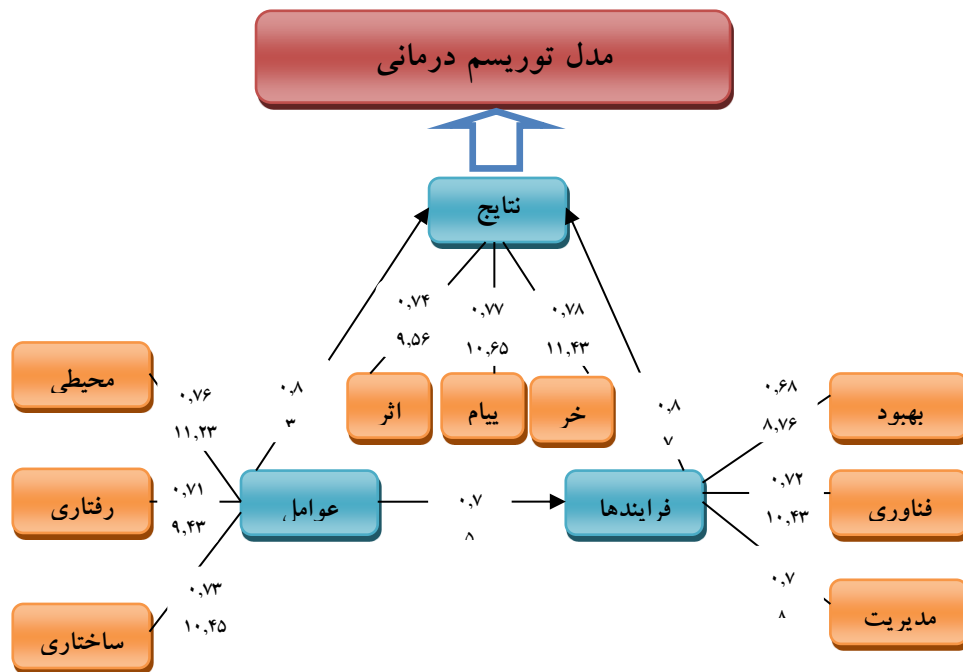 مدل توریسم درمانی
نتایج
۰,۷۴
۹,۵۶
۰,۷۷
۱۰,۶۵
۰,۷۸
۱۱,۴۳
اثر
پیام
خر
محیطی
رفتاری
ساختاری
۰,۷۶
۱۱,۲۳
۰,۷۱
۹,۴۳
۰,۷۳
۱۰,۴۵
۰,۸
۳
عوامل
۰,۷
۵
فرایندها
۰,۸
۷
۰,۶۸
۸,۷۶
۰,۷۲
۱۰,۴۳
۰,۷
۸
بهبود
فناوری
مدیریت